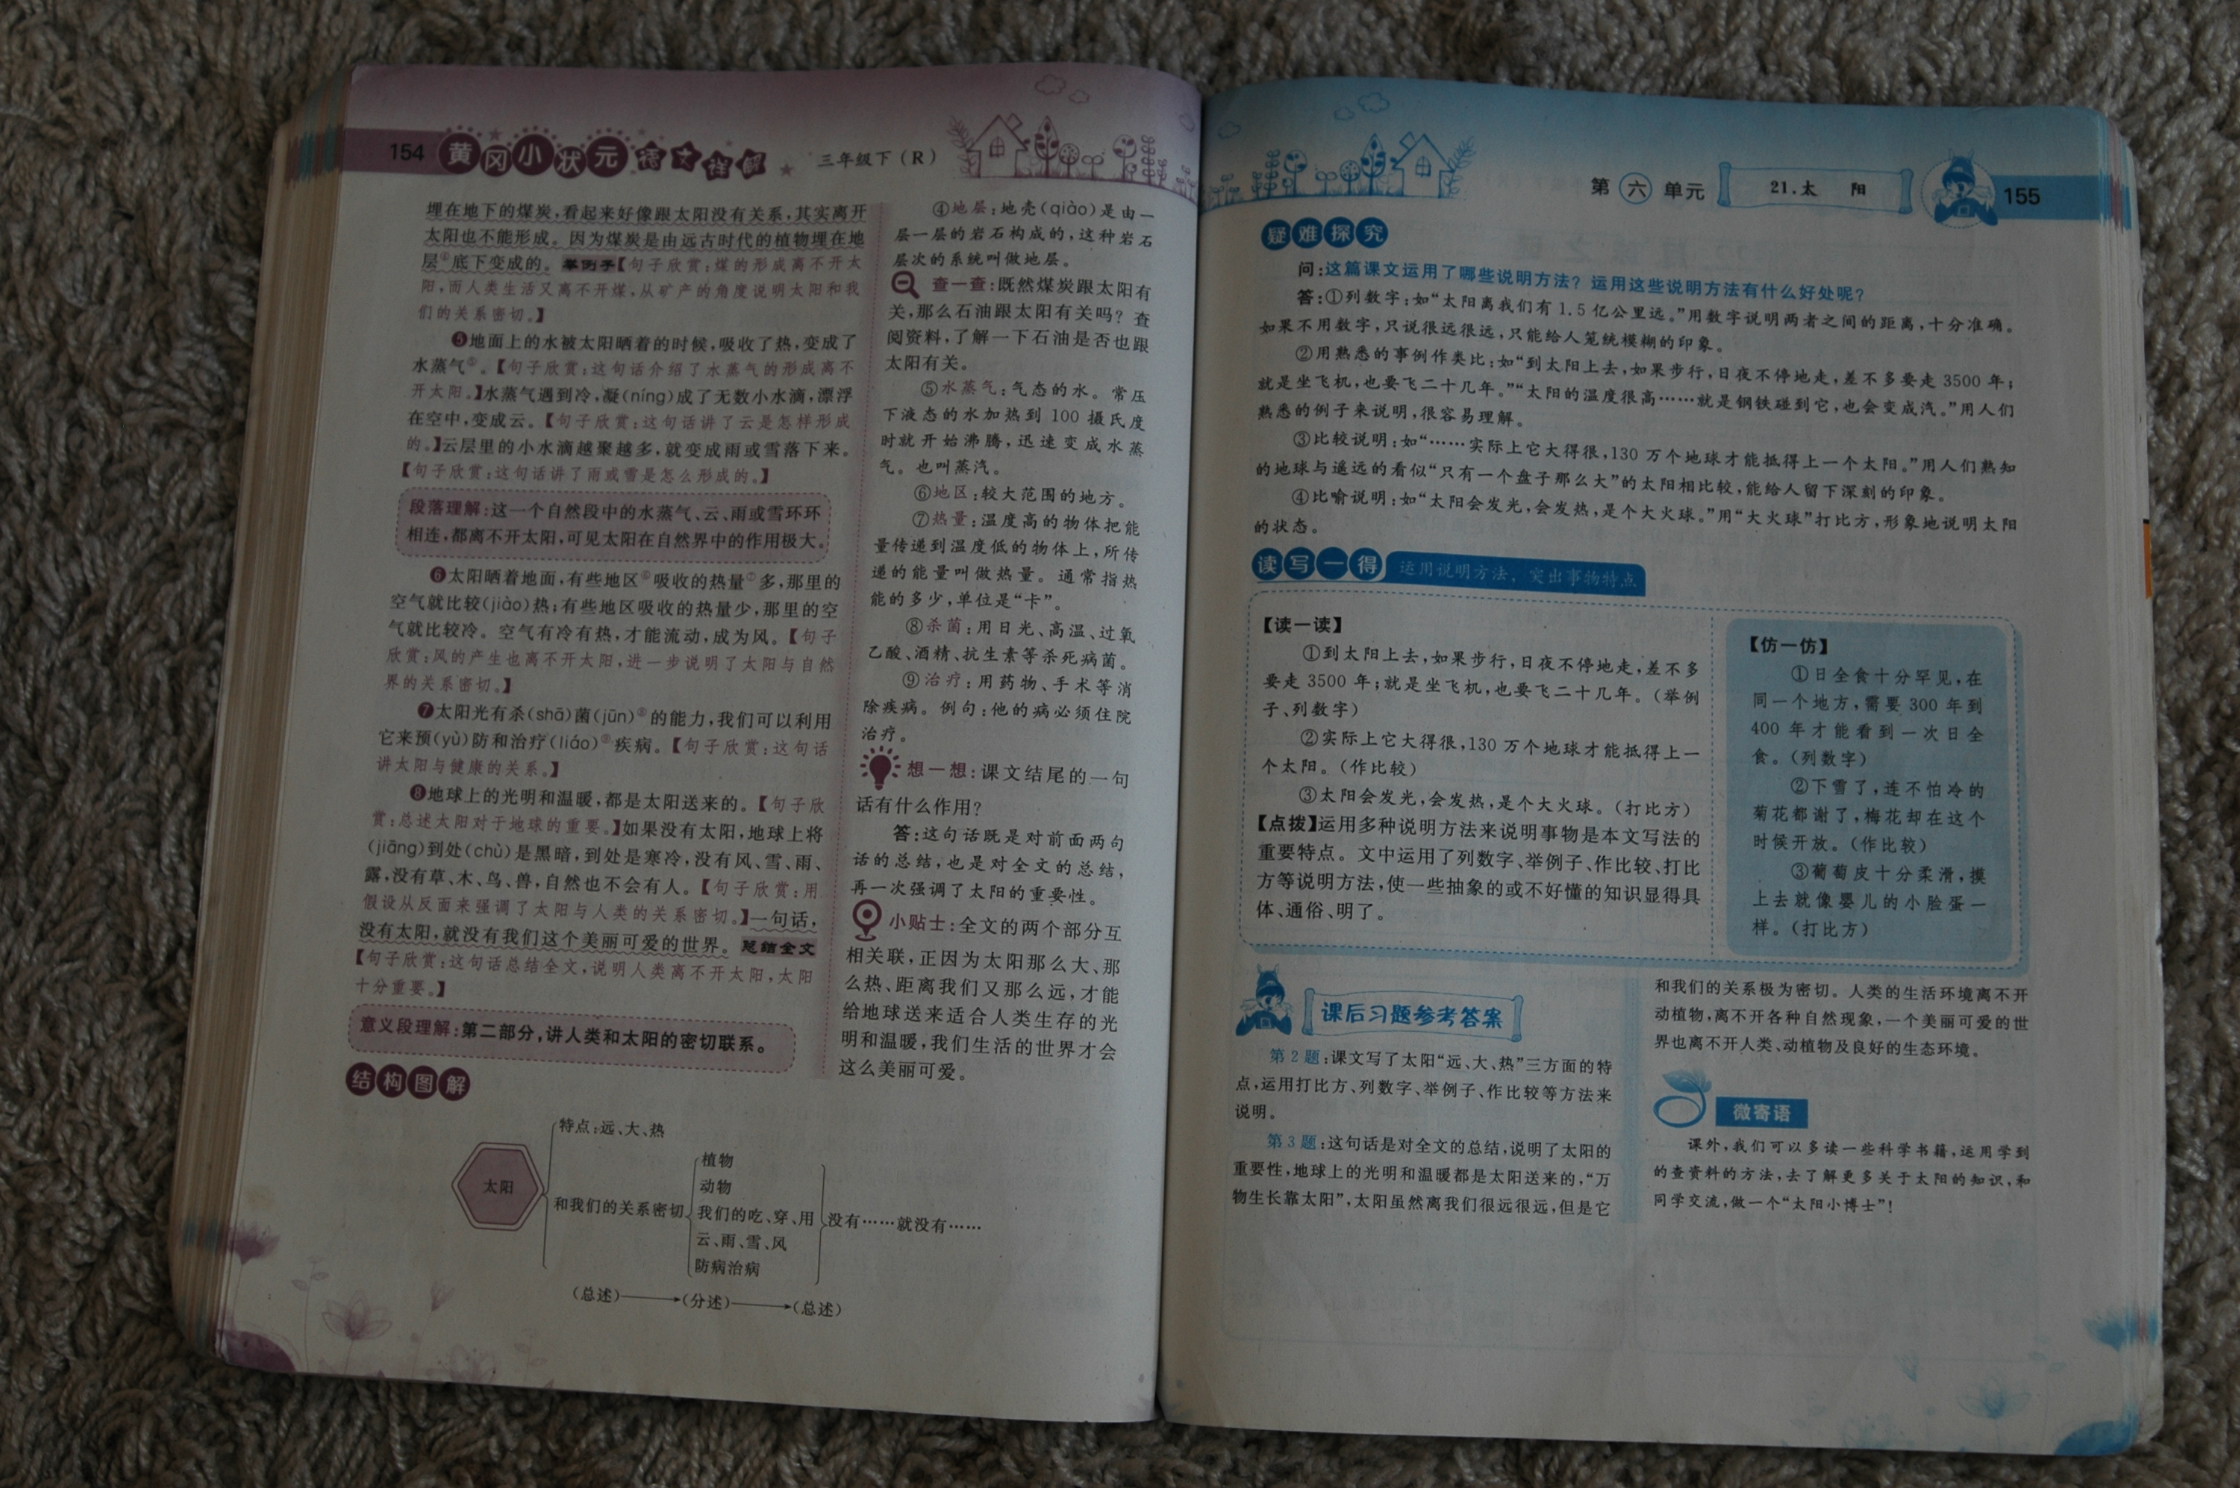 154 黄冈小状元 三年级下(R)
埋在地下的煤炭,看起来好像跟太阳没有关系,其实离开
太阳也不能形成。因为煤炭是由远古时代的植物埋在地
层④底下变成的。举例子【句子欣赏:煤的形成离不开太
阳,而人类生活又离不开煤,从矿产的角度说明太阳和我
们的关系密切。】
❺地面上的水被太阳晒着的时候,吸收了热,变成了
水蒸气⑤。【句子欣赏:这句话介绍了水蒸气的形成离不
开太阳。】水蒸气遇到冷,凝(níng)成了无数小水滴,漂浮
在空中,变成云。【句子欣赏:这句话讲了云是怎样形成
的。】云层里的小水滴越聚越多,就变成雨或雪落下来。
【句子欣赏:这句话讲了雨或雪是怎么形成的。】
段落理解:这一个自然段中的水蒸气、云、雨或雪环环
相连,都离不开太阳,可见太阳在自然界中的作用极大。
❻太阳晒着地面,有些地区⑥吸收的热量⑦多,那里的
空气就比较(jiào)热;有些地区吸收的热量少,那里的空
气就比较冷。空气有冷有热,才能流动,成为风。【句子
欣赏:风的产生也离不开太阳,进一步说明了太阳与自然
界的关系密切。】
❼太阳光有杀(shā)菌(jūn)⑧的能力,我们可以利用
它来预(yù)防和治疗(liáo)⑨疾病。【句子欣赏:这句话
讲太阳与健康的关系。】
❽地球上的光明和温暖,都是太阳送来的。【句子欣
赏:总述太阳对于地球的重要。】如果没有太阳,地球上将
(jiāng)到处(chù)是黑暗,到处是寒冷,没有风、雪、雨、
露,没有草、木、鸟、兽,自然也不会有人。【句子欣赏:用
假设从反面来强调了太阳与人类的关系密切。】一句话,
没有太阳,就没有我们这个美丽可爱的世界。总结全文
【句子欣赏:这句话总结全文,说明人类离不开太阳,太阳
十分重要。】
意义段理解:第二部分,讲人类和太阳的密切联系。
④地层:地壳(qiào)是由一
层一层的岩石构成的,这种岩石
层次的系统叫做地层。
查一查:既然煤炭跟太阳有
关,那么石油跟太阳有关吗?查
阅资料,了解一下石油是否也跟
太阳有关。
⑤水蒸气:气态的水。常压
下液态的水加热到100摄氏度
时就开始沸腾,迅速变成水蒸
气。也叫蒸汽。
⑥地区:较大范围的地方。
⑦热量:温度高的物体把能
量传递到温度低的物体上,所传
递的能量叫做热量。通常指热
能的多少,单位是“卡”。
⑧杀菌:用日光、高温、过氧
乙酸、酒精、抗生素等杀死病菌。
⑨治疗:用药物、手术等消
除疾病。例句:他的病必须住院
治疗。
想一想:课文结尾的一句
话有什么作用?
答:这句话既是对前面两句
话的总结,也是对全文的总结,
再一次强调了太阳的重要性。
小贴士:全文的两个部分互
相关联,正因为太阳那么大、那
么热、距离我们又那么远,才能
给地球送来适合人类生存的光
明和温暖,我们生活的世界才会
这么美丽可爱。
结构图解
太阳
特点:远、大、热
和我们的关系密切
植物
动物
我们的吃、穿、用
云、雨、雪、风
防病治病
没有……就没有……
(总述)→(分述)→(总述)
第六单元 21.太 阳 155
疑难探究
问:这篇课文运用了哪些说明方法?运用这些说明方法有什么好处呢?
答:①列数字:如“太阳离我们有1.5亿公里远。”用数字说明两者之间的距离,十分准确。
如果不用数字,只说很远很远,只能给人笼统模糊的印象。
②用熟悉的事例作类比:如“到太阳上去,如果步行,日夜不停地走,差不多要走3500年;
就是坐飞机,也要飞二十几年。”“太阳的温度很高……就是钢铁碰到它,也会变成汽。”用人们
熟悉的例子来说明,很容易理解。
③比较说明:如“……实际上它大得很,130万个地球才能抵得上一个太阳。”用人们熟知
的地球与遥远的看似“只有一个盘子那么大”的太阳相比较,能给人留下深刻的印象。
④比喻说明:如“太阳会发光,会发热,是个大火球。”用“大火球”打比方,形象地说明太阳
的状态。
读写一得 运用说明方法,突出事物特点
【读一读】
①到太阳上去,如果步行,日夜不停地走,差不多
要走3500年;就是坐飞机,也要飞二十几年。(举例
子、列数字)
②实际上它大得很,130万个地球才能抵得上一
个太阳。(作比较)
③太阳会发光,会发热,是个大火球。(打比方)
【点拨】运用多种说明方法来说明事物是本文写法的
重要特点。文中运用了列数字、举例子、作比较、打比
方等说明方法,使一些抽象的或不好懂的知识显得具
体、通俗、明了。
【仿一仿】
①日全食十分罕见,在
同一个地方,需要300年到
400年才能看到一次日全
食。(列数字)
②下雪了,连不怕冷的
菊花都谢了,梅花却在这个
时候开放。(作比较)
③葡萄皮十分柔滑,摸
上去就像婴儿的小脸蛋一
样。(打比方)
课后习题参考答案
第2题:课文写了太阳“远、大、热”三方面的特
点,运用打比方、列数字、举例子、作比较等方法来
说明。
第3题:这句话是对全文的总结,说明了太阳的
重要性,地球上的光明和温暖都是太阳送来的,“万
物生长靠太阳”,太阳虽然离我们很远很远,但是它
和我们的关系极为密切。人类的生活环境离不开
动植物,离不开各种自然现象,一个美丽可爱的世
界也离不开人类、动植物及良好的生态环境。
微寄语
课外,我们可以多读一些科学书籍,运用学到
的查资料的方法,去了解更多关于太阳的知识,和
同学交流,做一个“太阳小博士”!